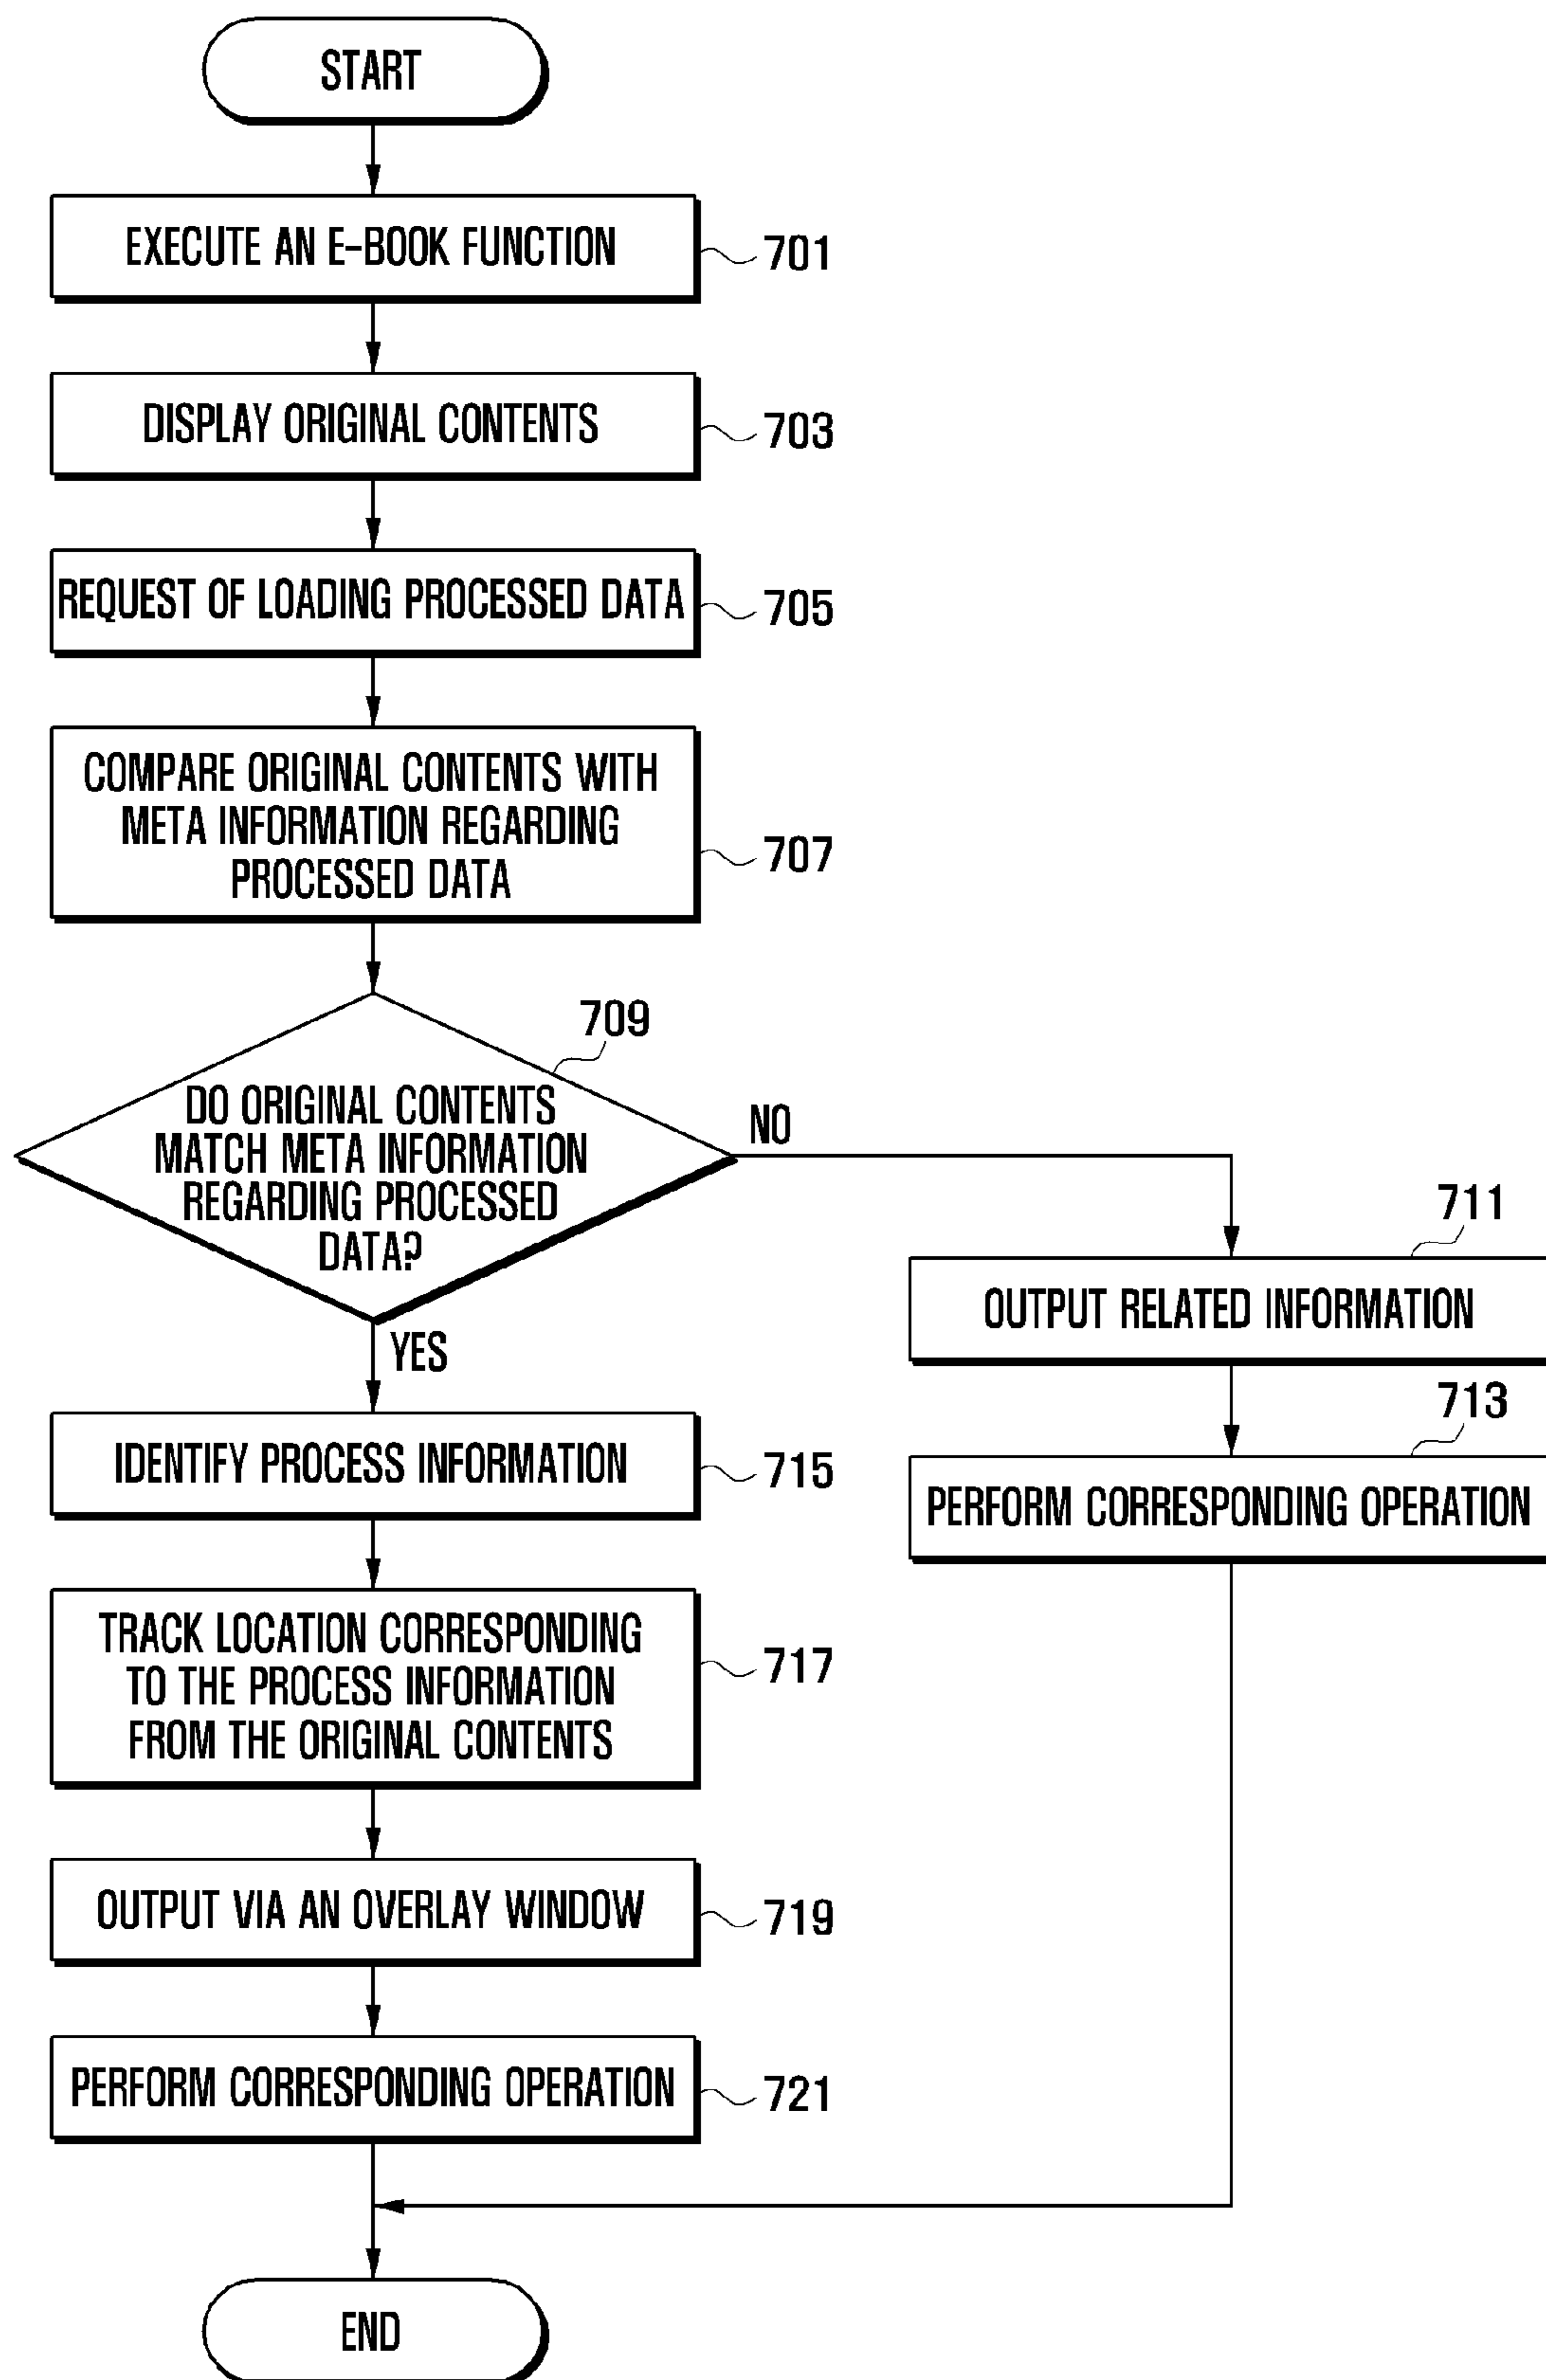 START
EXECUTE AN E-BOOK FUNCTION
701
DISPLAY ORIGINAL CONTENTS
703
REQUEST OF LOADING PROCESSED DATA
705
COMPARE ORIGINAL CONTENTS WITH
META INFORMATION REGARDING
PROCESSED DATA
707
709
DO ORIGINAL CONTENTS
MATCH META INFORMATION
REGARDING PROCESSED
DATA?
NO
YES
711
OUTPUT RELATED INFORMATION
713
PERFORM CORRESPONDING OPERATION
IDENTIFY PROCESS INFORMATION
715
TRACK LOCATION CORRESPONDING
TO THE PROCESS INFORMATION
FROM THE ORIGINAL CONTENTS
717
OUTPUT VIA AN OVERLAY WINDOW
719
PERFORM CORRESPONDING OPERATION
721
END